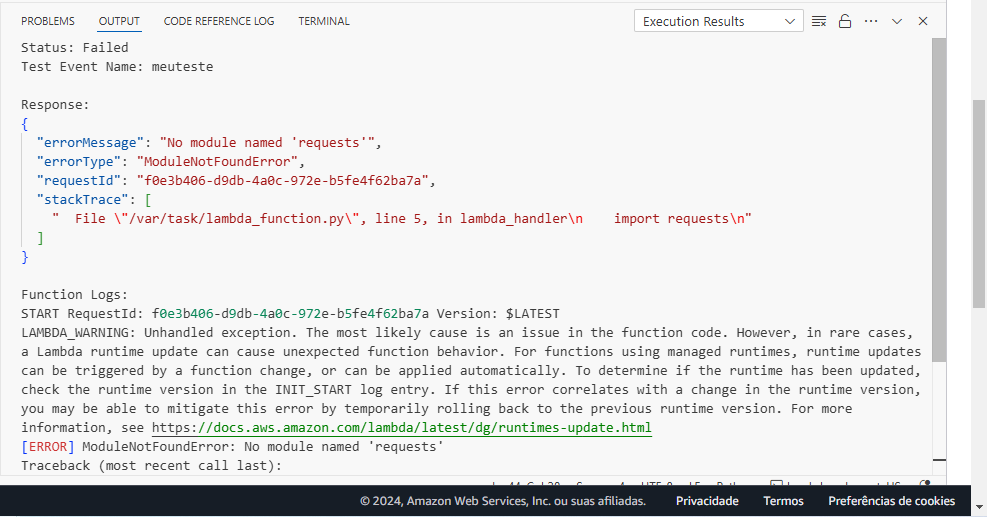 PROBLEMS OUTPUT CODE REFERENCE LOG TERMINAL Execution Results
Status: Failed
Test Event Name: meuteste
Response:
{
"errorMessage": "No module named 'requests'",
"errorType": "ModuleNotFoundError",
"requestId": "f0e3b406-d9db-4a0c-972e-b5fe4f62ba7a",
"stackTrace": [
"  File \"/var/task/lambda_function.py\", line 5, in lambda_handler\n    import requests\n"
]
}
Function Logs:
START RequestId: f0e3b406-d9db-4a0c-972e-b5fe4f62ba7a Version: $LATEST
LAMBDA_WARNING: Unhandled exception. The most likely cause is an issue in the function code. However, in rare cases,
a Lambda runtime update can cause unexpected function behavior. For functions using managed runtimes, runtime updates
can be triggered by a function change, or can be applied automatically. To determine if the runtime has been updated,
check the runtime version in the INIT_START log entry. If this error correlates with a change in the runtime version,
you may be able to mitigate this error by temporarily rolling back to the previous runtime version. For more
information, see https://docs.aws.amazon.com/lambda/latest/dg/runtimes-update.html
[ERROR] ModuleNotFoundError: No module named 'requests'
Traceback (most recent call last):
© 2024, Amazon Web Services, Inc. ou suas afiliadas. Privacidade Termos Preferências de cookies